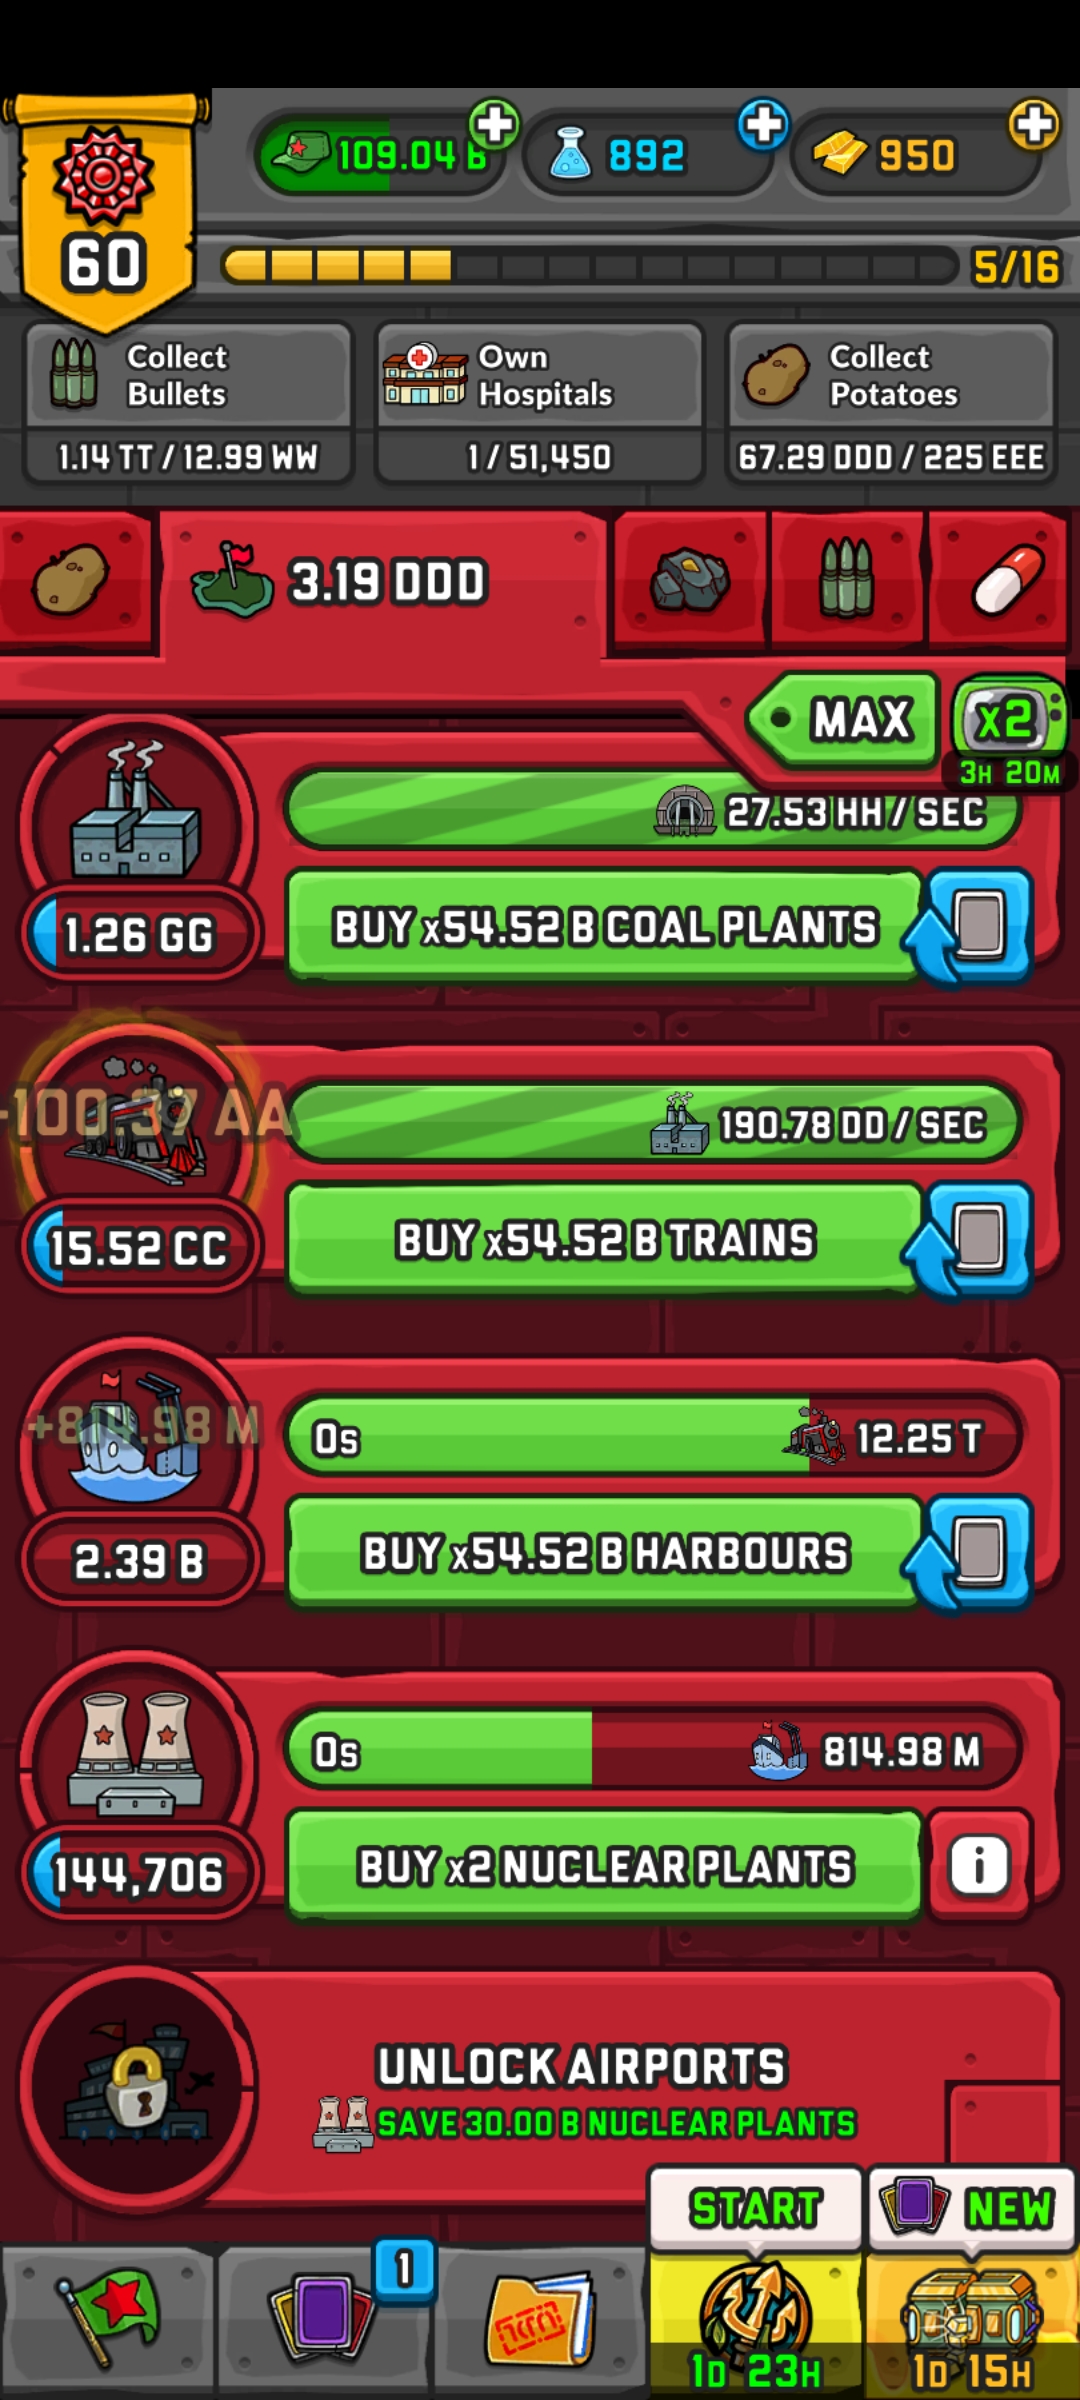 109.04 B
892
950
60
5/16
Collect
Bullets
1.14 TT / 12.99 WW
Own
Hospitals
1 / 51,450
Collect
Potatoes
67.29 DDD / 225 EEE
3.19 DDD
MAX
x2
3H 20M
27.53 HH / SEC
1.26 GG
BUY x54.52 B COAL PLANTS
-100.37 AA
190.78 DD / SEC
15.52 CC
BUY x54.52 B TRAINS
+814.98 M
0s
12.25 T
2.39 B
BUY x54.52 B HARBOURS
0s
814.98 M
144,706
BUY x2 NUCLEAR PLANTS
i
UNLOCK AIRPORTS
SAVE 30.00 B NUCLEAR PLANTS
START
NEW
1
1D 23H
1D 15H